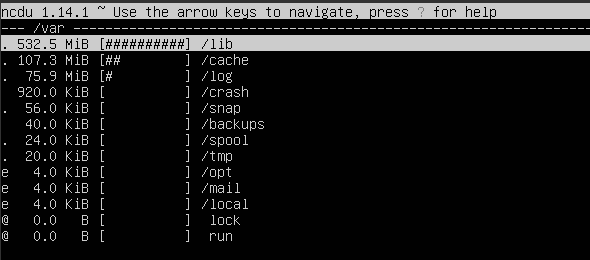 ncdu 1.14.1 ~ Use the arrow keys to navigate, press ? for help
--- /var -----------------------------------------------------
. 532.5 MiB [##########] /lib
. 107.3 MiB [##        ] /cache
.  75.9 MiB [#         ] /log
  920.0 KiB [          ] /crash
.  56.0 KiB [          ] /snap
   40.0 KiB [          ] /backups
.  24.0 KiB [          ] /spool
.  20.0 KiB [          ] /tmp
e   4.0 KiB [          ] /opt
e   4.0 KiB [          ] /mail
e   4.0 KiB [          ] /local
@   0.0   B [          ]  lock
@   0.0   B [          ]  run